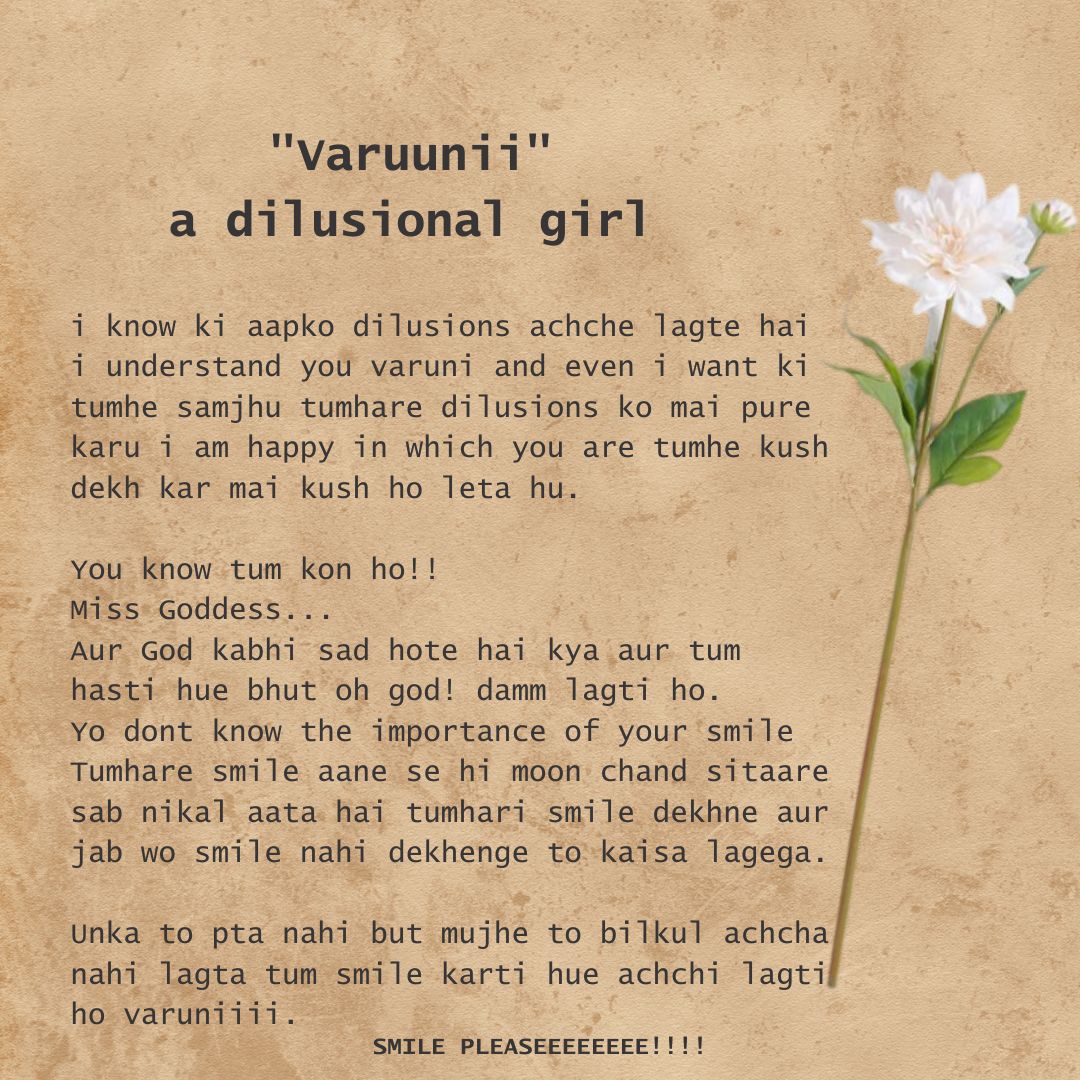 "Varuunii"
a dilusional girl
i know ki aapko dilusions achche lagte hai
i understand you varuni and even i want ki
tumhe samjhu tumhare dilusions ko mai pure
karu i am happy in which you are tumhe kush
dekh kar mai kush ho leta hu.
You know tum kon ho!!
Miss Goddess...
Aur God kabhi sad hote hai kya aur tum
hasti hue bhut oh god! damm lagti ho.
Yo dont know the importance of your smile
Tumhare smile aane se hi moon chand sitaare
sab nikal aata hai tumhari smile dekhne aur
jab wo smile nahi dekhenge to kaisa lagega.
Unka to pta nahi but mujhe to bilkul achcha
nahi lagta tum smile karti hue achchi lagti
ho varuniiii.
SMILE PLEASEEEEEEEE!!!!